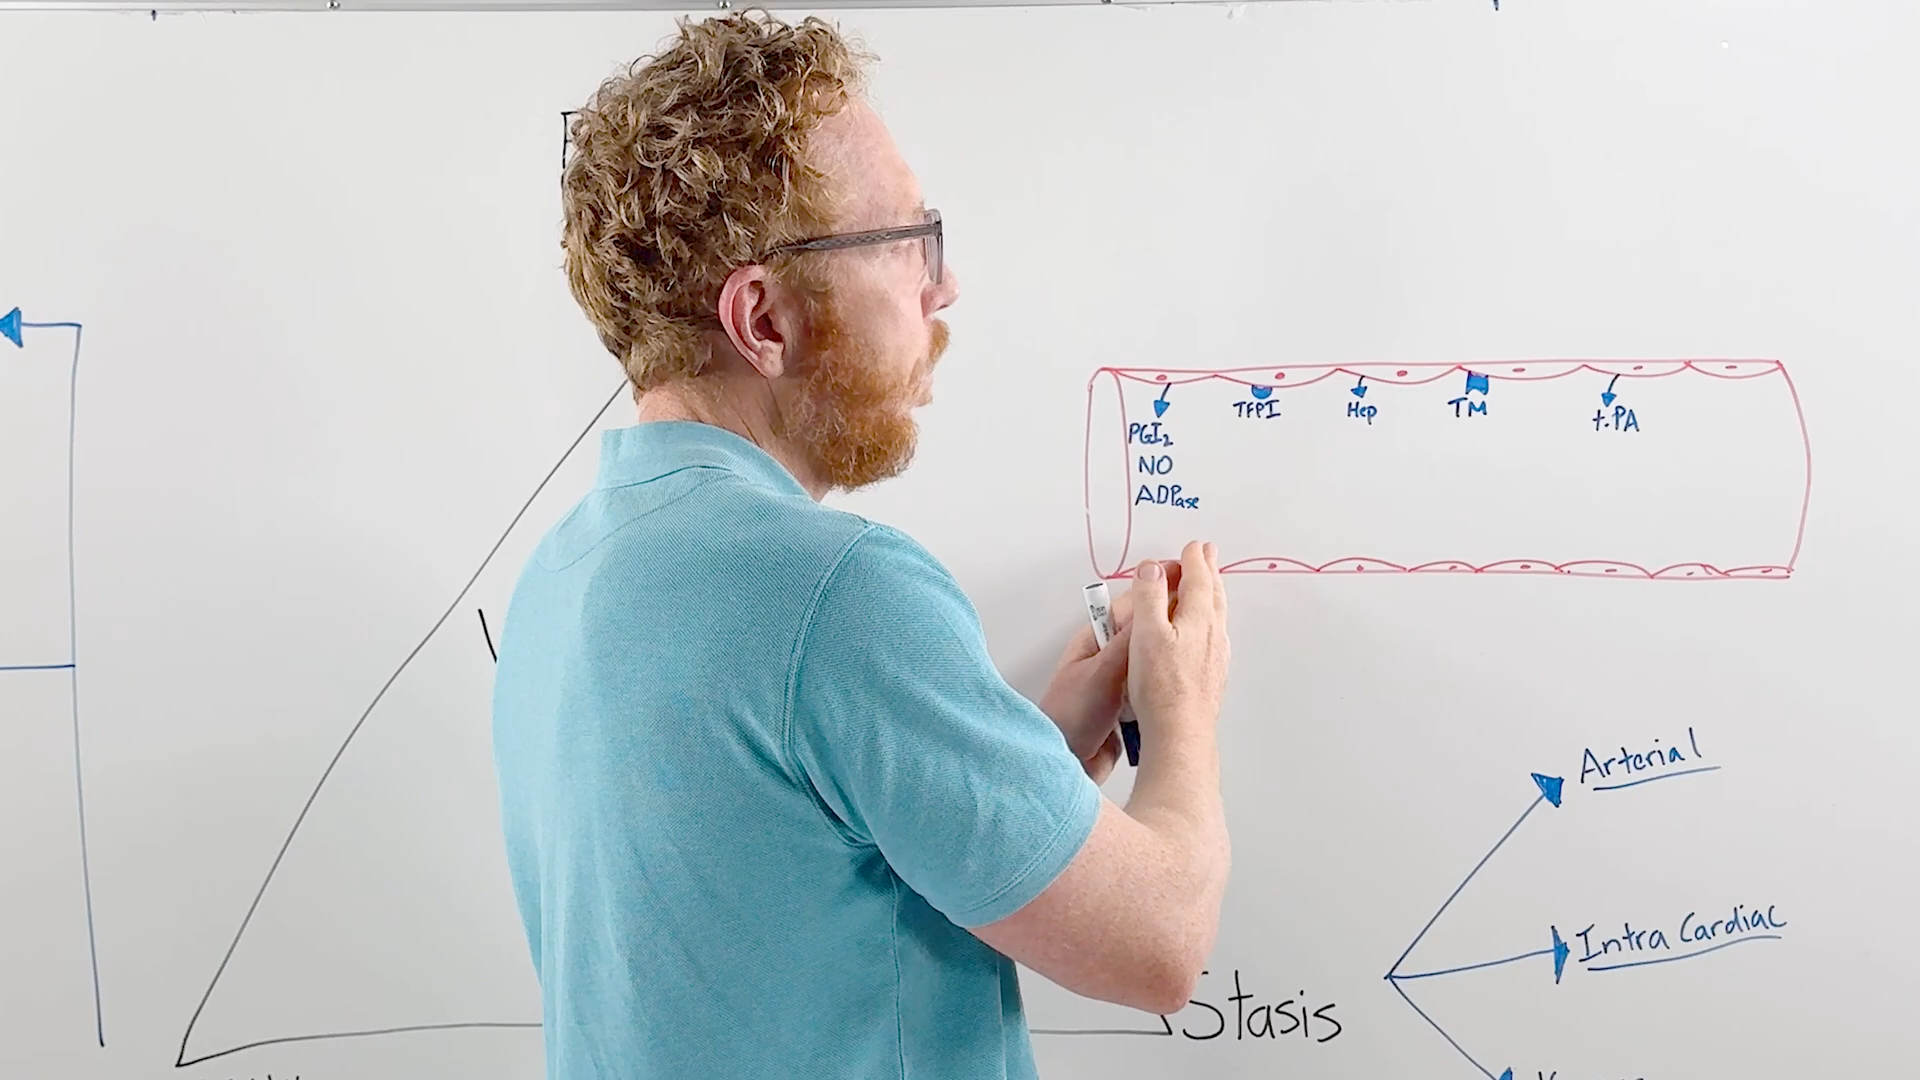 PGI₂
NO
ADPase
TFPI
Hep
TM
t-PA
Arterial
Intra Cardiac
Stasis